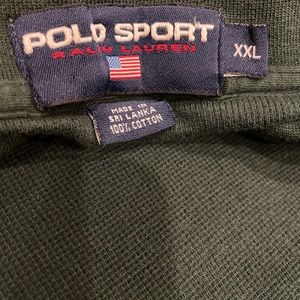 POLO SPORT
RALPH LAUREN
XXL
MADE IN
SRI LANKA
100% COTTON